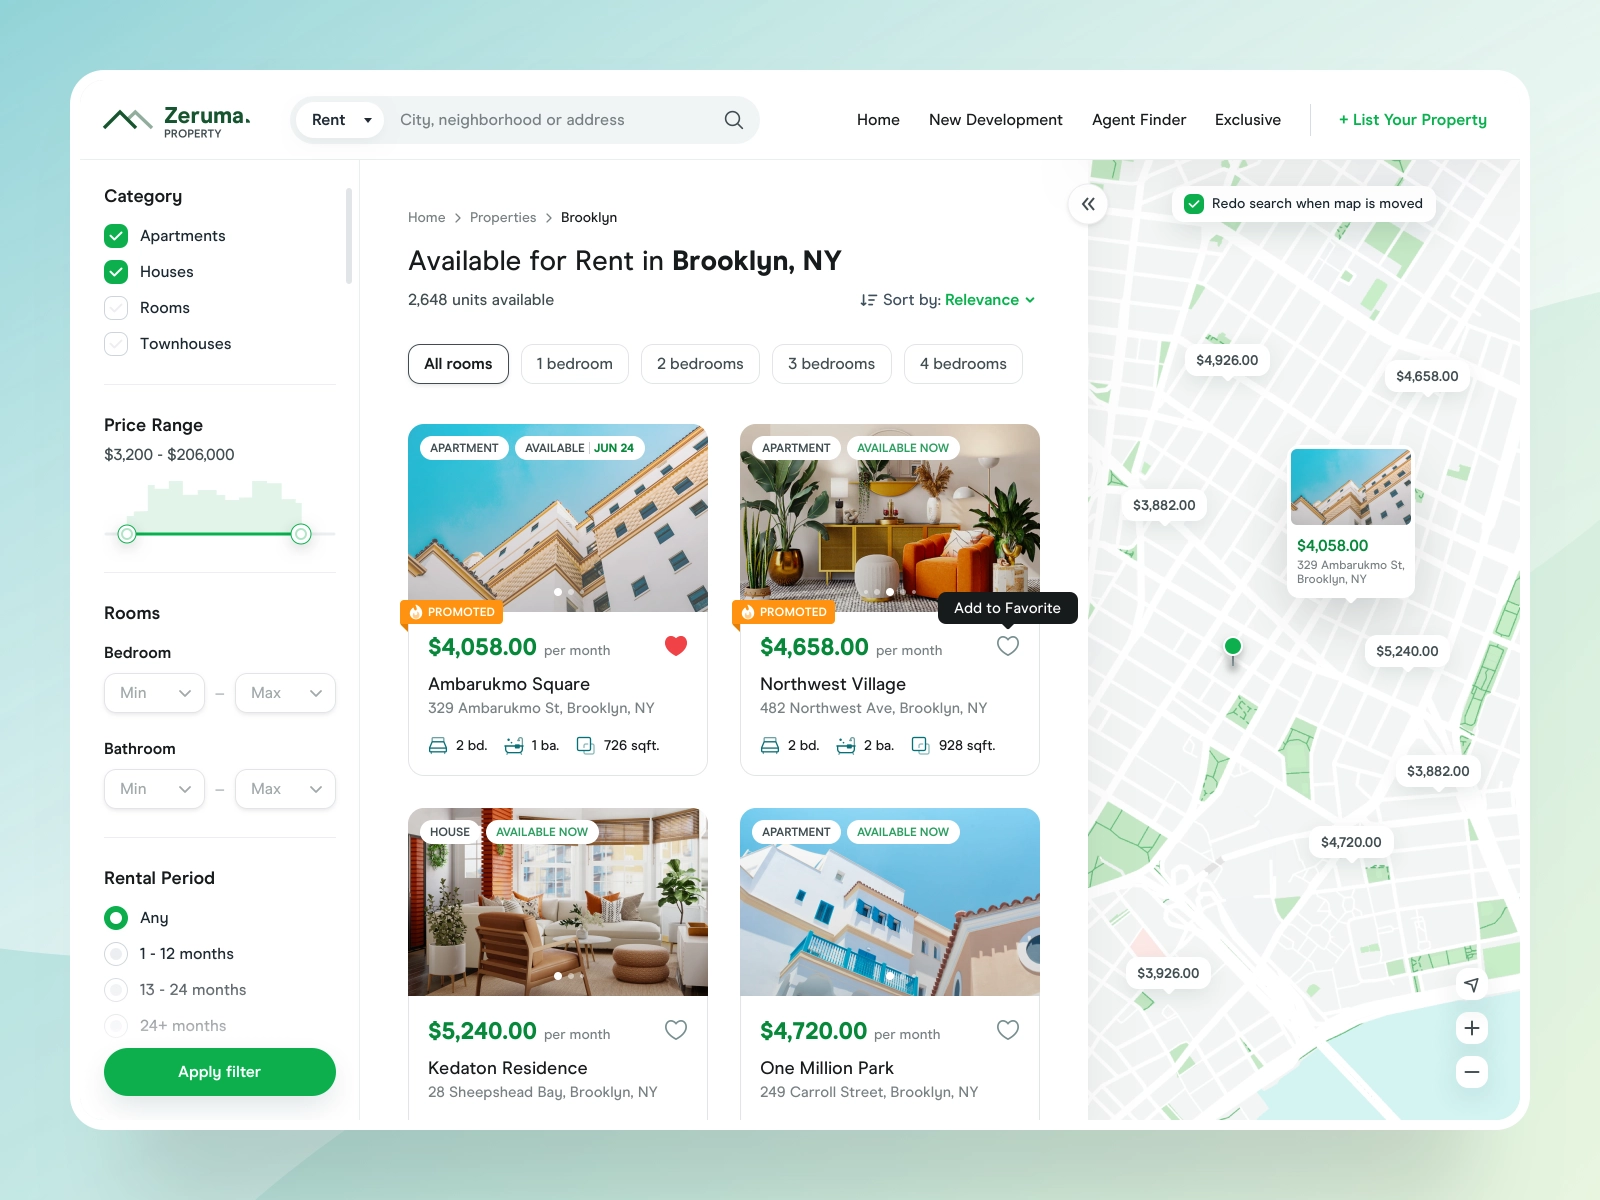 Zeruma.
PROPERTY
Rent
City, neighborhood or address
Home
New Development
Agent Finder
Exclusive
+ List Your Property
Category
Apartments
Houses
Rooms
Townhouses
Price Range
$3,200 - $206,000
Rooms
Bedroom
Min – Max
Bathroom
Min – Max
Rental Period
Any
1 - 12 months
13 - 24 months
24+ months
Apply filter
Home > Properties > Brooklyn
Available for Rent in Brooklyn, NY
2,648 units available
Sort by: Relevance
All rooms
1 bedroom
2 bedrooms
3 bedrooms
4 bedrooms
APARTMENT
AVAILABLE | JUN 24
PROMOTED
$4,058.00 per month
Ambarukmo Square
329 Ambarukmo St, Brooklyn, NY
2 bd. 1 ba. 726 sqft.
APARTMENT
AVAILABLE NOW
PROMOTED
Add to Favorite
$4,658.00 per month
Northwest Village
482 Northwest Ave, Brooklyn, NY
2 bd. 2 ba. 928 sqft.
HOUSE
AVAILABLE NOW
$5,240.00 per month
Kedaton Residence
28 Sheepshead Bay, Brooklyn, NY
APARTMENT
AVAILABLE NOW
$4,720.00 per month
One Million Park
249 Carroll Street, Brooklyn, NY
Redo search when map is moved
$4,926.00
$4,658.00
$3,882.00
$4,058.00
329 Ambarukmo St,
Brooklyn, NY
$5,240.00
$3,882.00
$4,720.00
$3,926.00